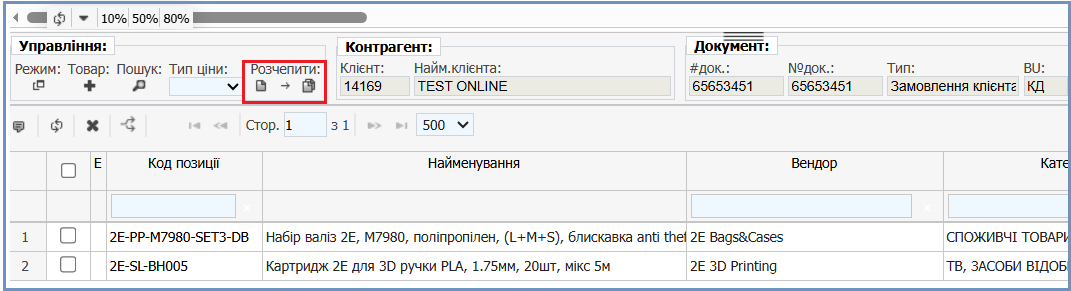 10% 50% 80%
Управління: Контрагент: Документ:
Режим: Товар: Пошук: Тип ціни: Розчепити: Клієнт: Найм.клієнта: #док.: №док.: Тип: BU:
14169 TEST ONLINE 65653451 65653451 Замовлення клієнта КД
Стор. 1 з 1 500
E Код позиції Найменування Вендор Кате
1 2E-PP-M7980-SET3-DB Набір валіз 2E, M7980, поліпропілен, (L+M+S), блискавка anti thef 2E Bags&Cases СПОЖИВЧІ ТОВАРИ
2 2E-SL-BH005 Картридж 2E для 3D ручки PLA, 1.75мм, 20шт, мікс 5м 2E 3D Printing ТВ, ЗАСОБИ ВІДОБ